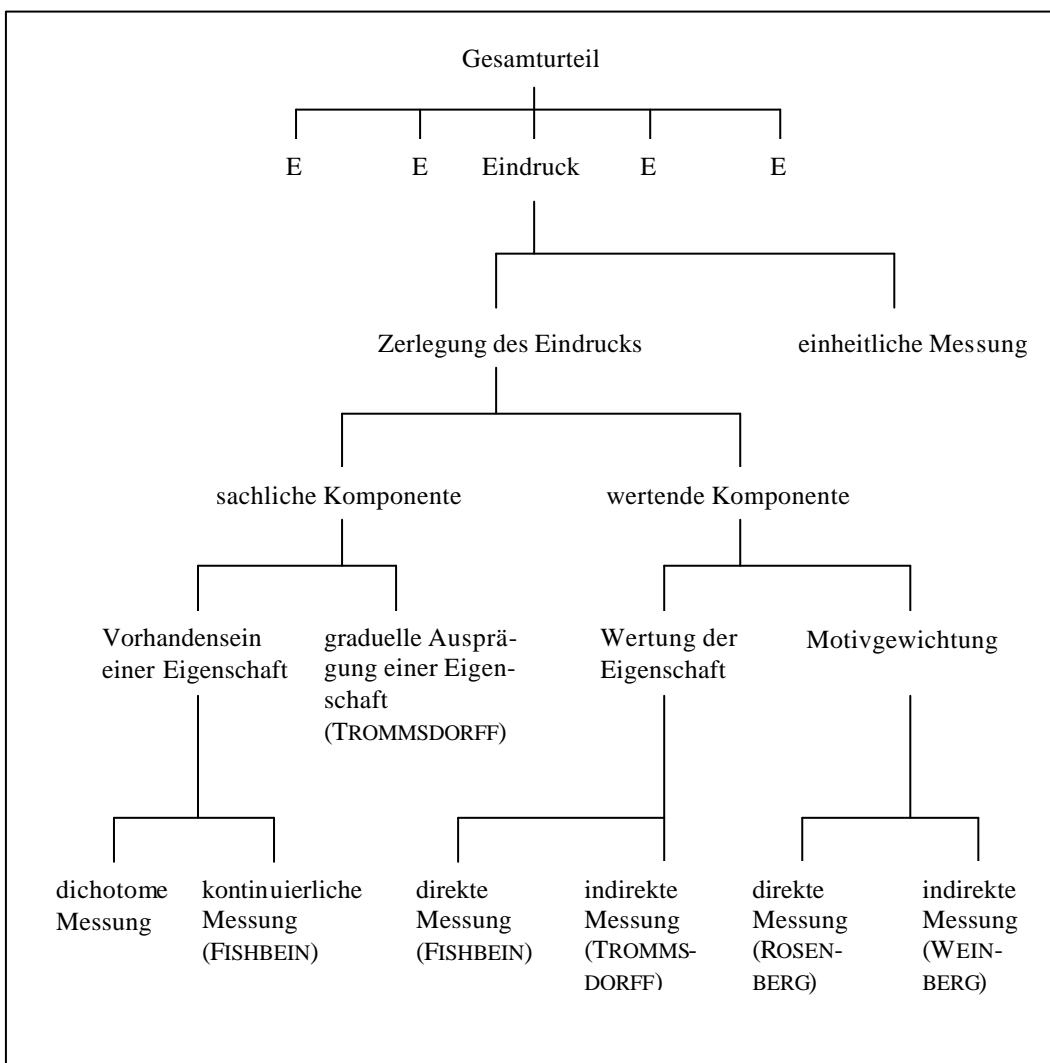 Gesamturteil
E E Eindruck E E
Zerlegung des Eindrucks einheitliche Messung
sachliche Komponente wertende Komponente
Vorhandensein
einer Eigenschaft
graduelle Ausprä-
gung einer Eigen-
schaft
(TROMMSDORFF)
Wertung der
Eigenschaft
Motivgewichtung
dichotome
Messung
kontinuierliche
Messung
(FISHBEIN)
direkte
Messung
(FISHBEIN)
indirekte
Messung
(TROMMS-
DORFF)
direkte
Messung
(ROSEN-
BERG)
indirekte
Messung
(WEIN-
BERG)